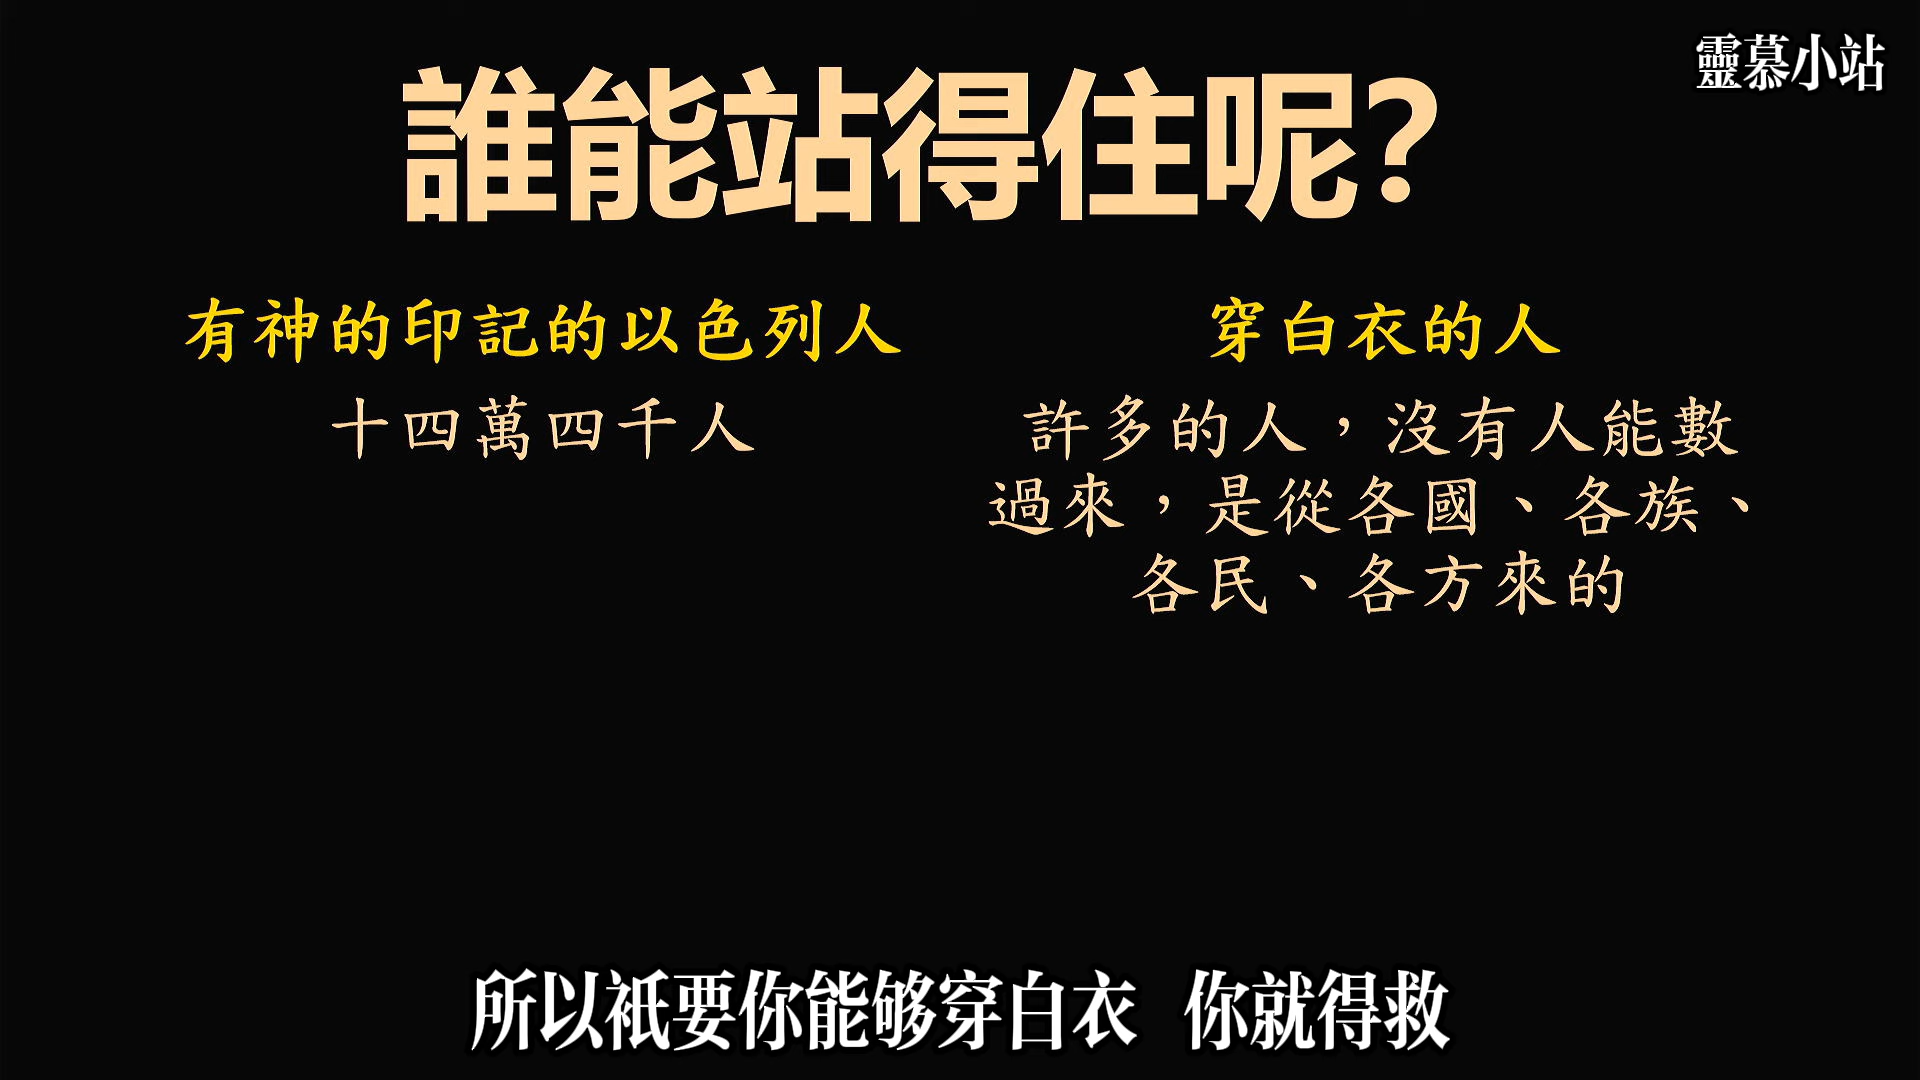 靈慕小站
誰能站得住呢?
有神的印記的以色列人
十四萬四千人
穿白衣的人
許多的人，沒有人能數
過來，是從各國、各族、
各民、各方來的
所以衹要你能够穿白衣 你就得救